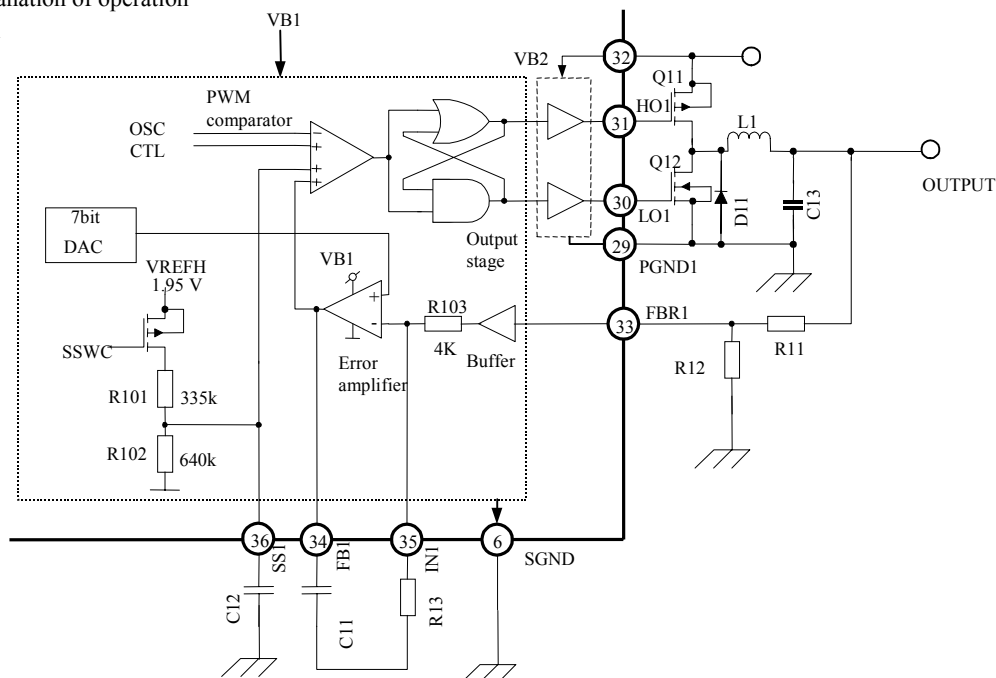 anation of operation
VB1
VB2
32
Q11
PWM
comparator
HO1
31
L1
OSC
CTL
−
−
+
+
Q12
OUTPUT
7bit
DAC
30
LO1
D11
C13
Output
stage
29
PGND1
VREFH
1.95 V
VB1
+
-
R103
4K
Buffer
33
FBR1
R11
R12
SSWC
Error
amplifier
R101
335k
R102
640k
36
SS1
34
FB1
35
IN1
6
SGND
C12
C11
R13